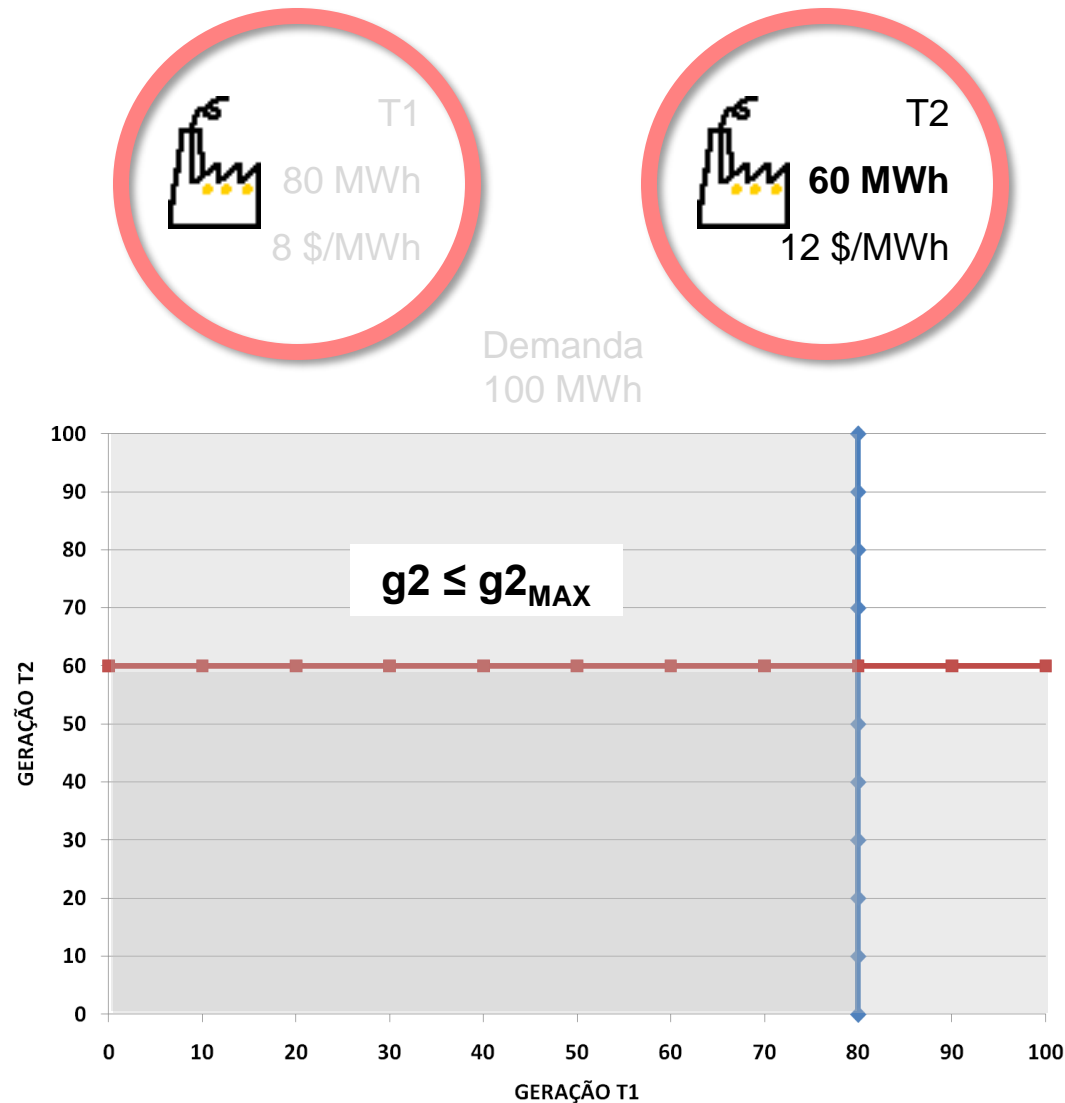 T1
80 MWh
8 $/MWh
T2
60 MWh
12 $/MWh
Demanda
100 MWh
100
90
80
70
60
50
40
30
20
10
0
g2 ≤ g2MAX
GERAÇÃO T2
0 10 20 30 40 50 60 70 80 90 100
GERAÇÃO T1